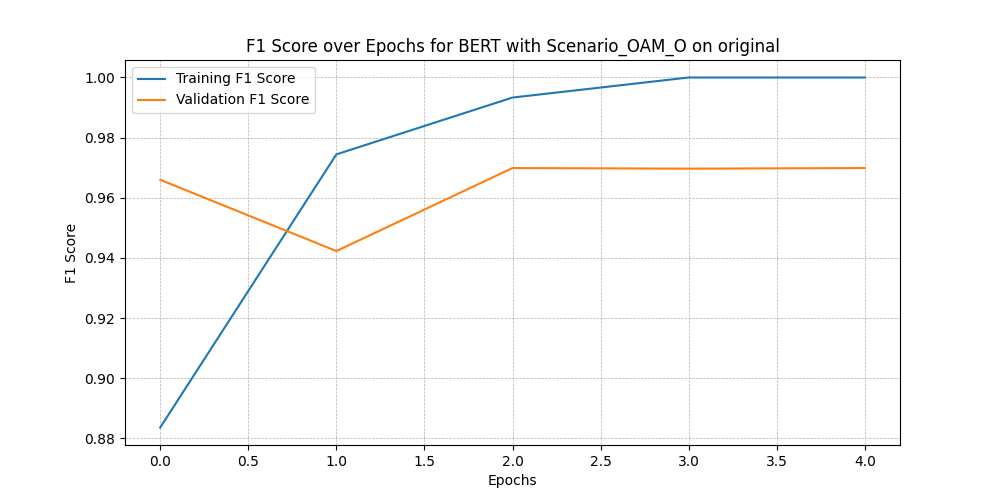 F1 Score over Epochs for BERT with Scenario_OAM_O on original
Training F1 Score
Validation F1 Score
1.00
0.98
0.96
0.94
0.92
0.90
0.88
F1 Score
0.0 0.5 1.0 1.5 2.0 2.5 3.0 3.5 4.0
Epochs